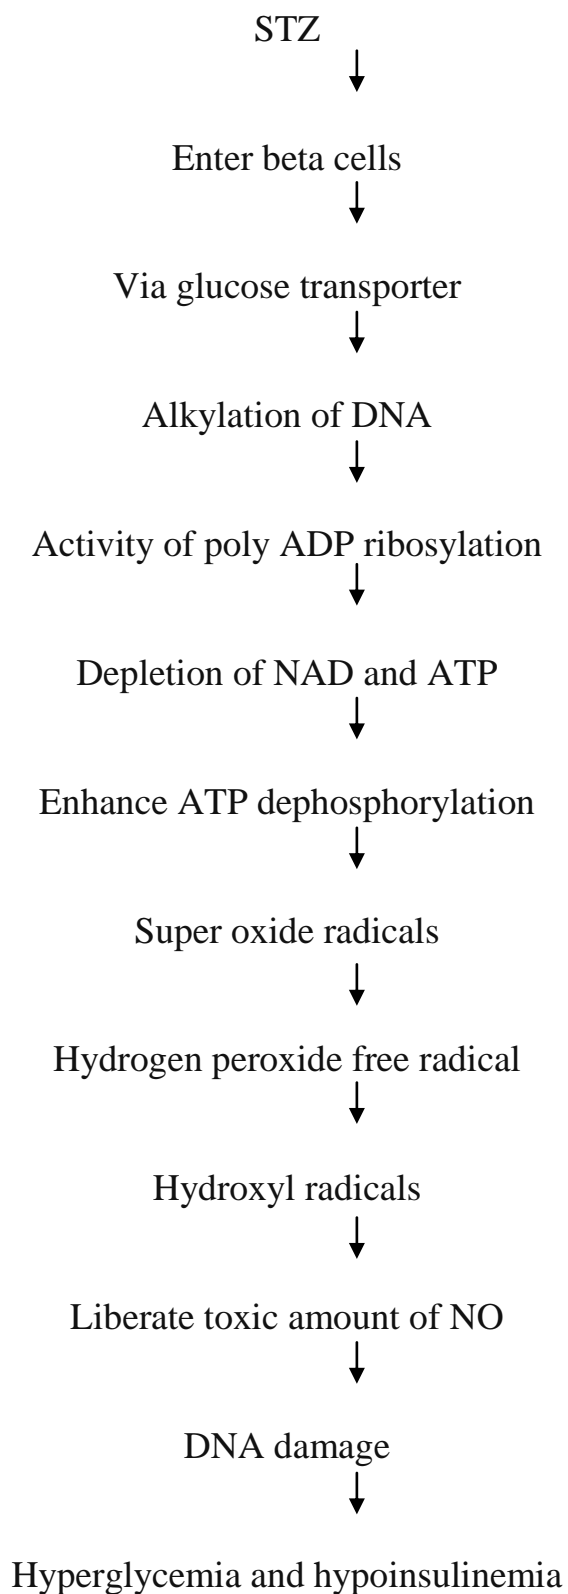 STZ
Enter beta cells
Via glucose transporter
Alkylation of DNA
Activity of poly ADP ribosylation
Depletion of NAD and ATP
Enhance ATP dephosphorylation
Super oxide radicals
Hydrogen peroxide free radical
Hydroxyl radicals
Liberate toxic amount of NO
DNA damage
Hyperglycemia and hypoinsulinemia